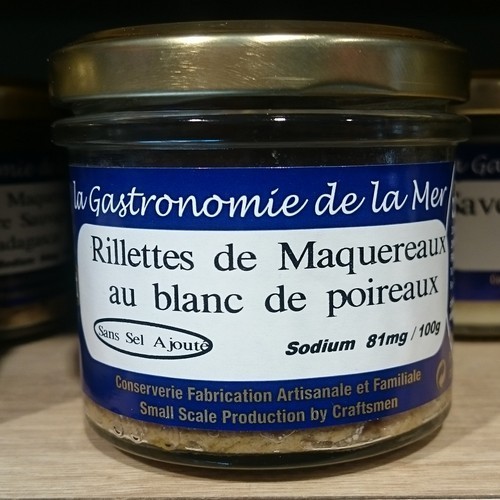 la Gastronomie de la Mer
Rillettes de Maquereaux
au blanc de poireaux
Sans Sel Ajouté
Sodium 81mg / 100g
Conserverie Fabrication Artisanale et Familiale
Small Scale Production by Craftsmen